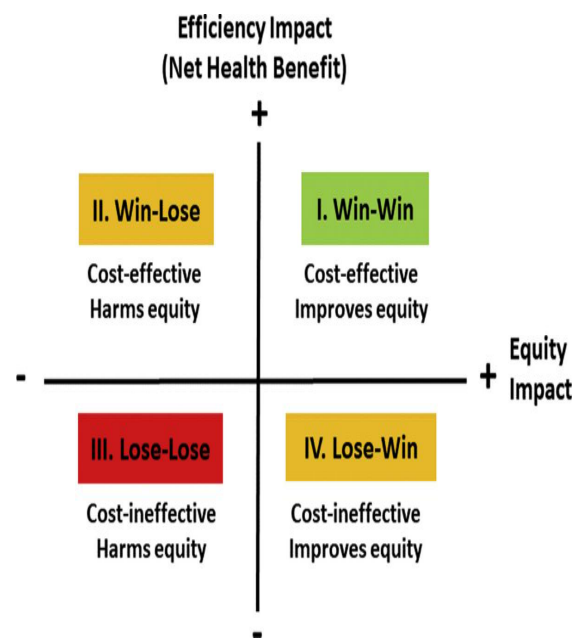 Efficiency Impact
(Net Health Benefit)
+
II. Win-Lose
Cost-effective
Harms equity
I. Win-Win
Cost-effective
Improves equity
-
+ Equity
Impact
III. Lose-Lose
Cost-ineffective
Harms equity
IV. Lose-Win
Cost-ineffective
Improves equity
-